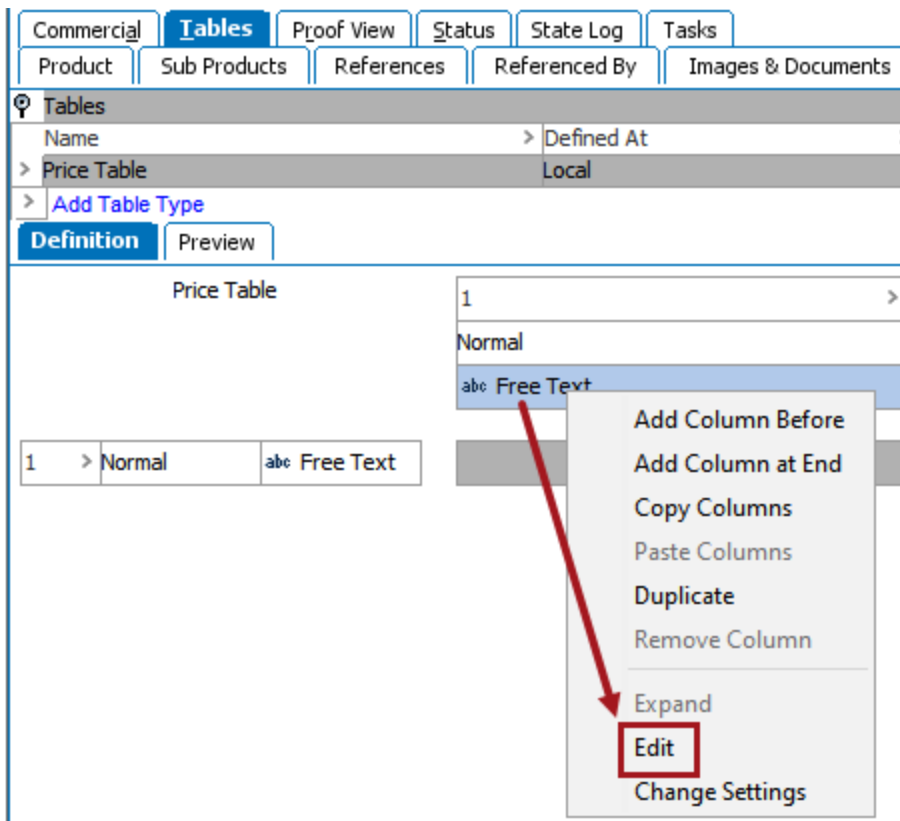 Commercial Tables Proof View Status State Log Tasks
Product Sub Products References Referenced By Images & Documents
Tables
Name > Defined At
> Price Table Local
> Add Table Type
Definition Preview
Price Table 1 >
Normal
abc Free Text
1 > Normal abc Free Text
Add Column Before
Add Column at End
Copy Columns
Paste Columns
Duplicate
Remove Column
Expand
Edit
Change Settings